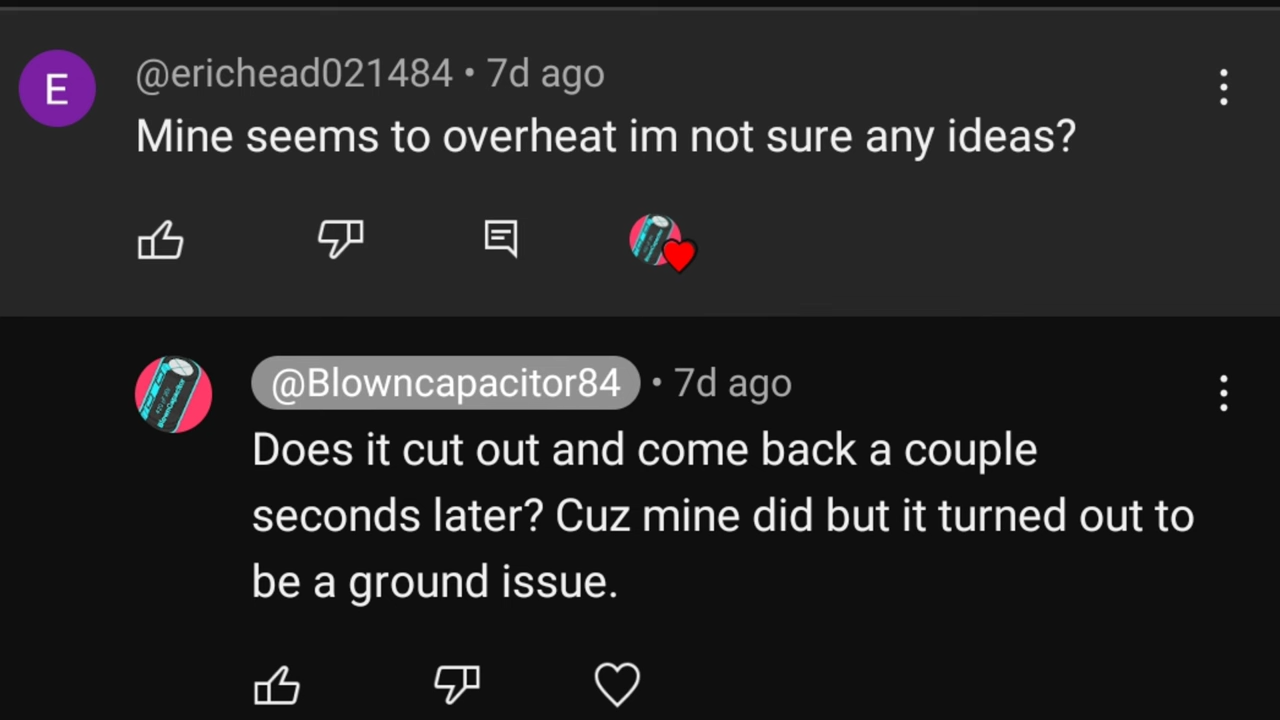 E
@erichead021484 • 7d ago
Mine seems to overheat im not sure any ideas?
@Blowncapacitor84 • 7d ago
Does it cut out and come back a couple
seconds later? Cuz mine did but it turned out to
be a ground issue.